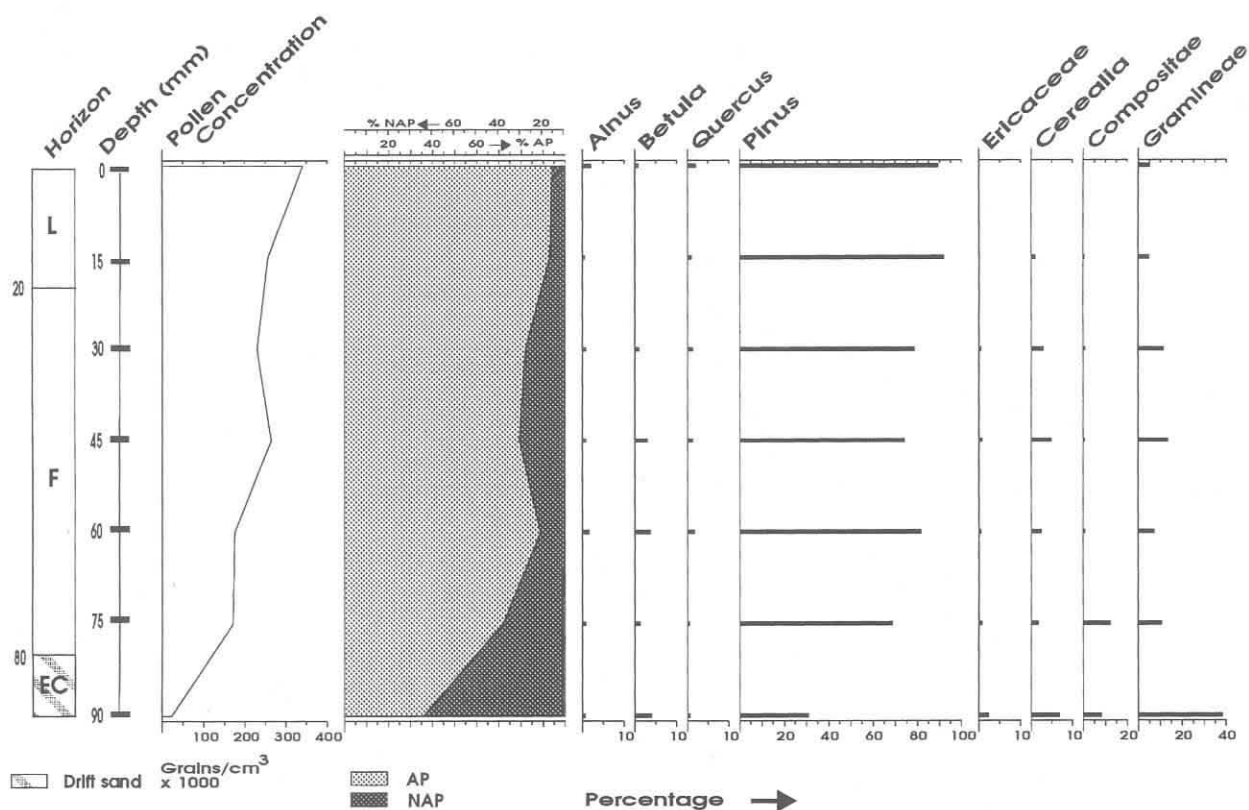 Horizon
Depth (mm)
Pollen
Concentration
Alnus
Betula
Quercus
Pinus
Ericaceae
Cerealia
Compositae
Gramineae
% NAP ← 60 40 20
20 40 60 → % AP
0
15
20
30
45
60
75
80
90
L
F
EC
100 200 300 400
10 10 10 20 40 60 80 100 10 10 20 20 40
Drift sand
Grains/cm³
x 1000
AP
NAP
Percentage →